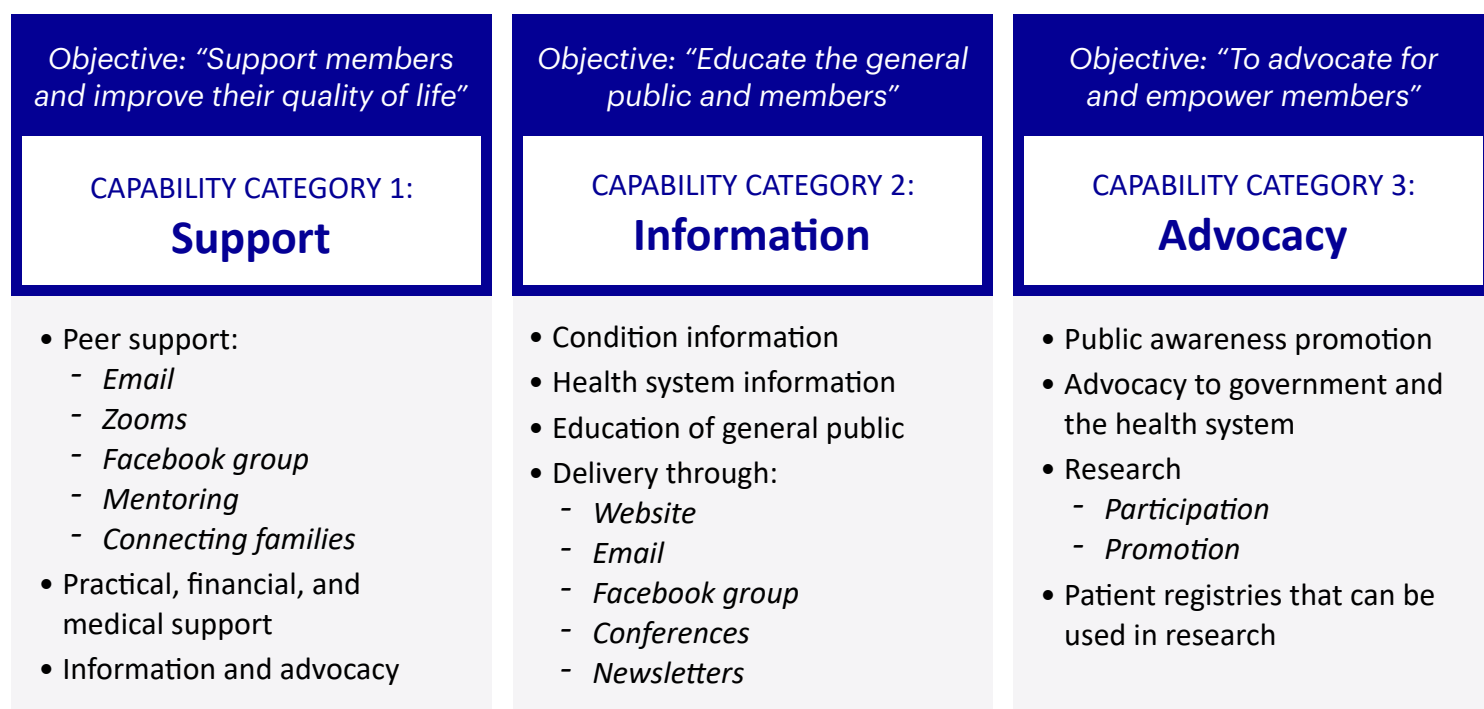 Objective: “Support members
and improve their quality of life”
CAPABILITY CATEGORY 1:
Support
• Peer support:
- Email
- Zooms
- Facebook group
- Mentoring
- Connecting families
• Practical, financial, and
medical support
• Information and advocacy
Objective: “Educate the general
public and members”
CAPABILITY CATEGORY 2:
Information
• Condition information
• Health system information
• Education of general public
• Delivery through:
- Website
- Email
- Facebook group
- Conferences
- Newsletters
Objective: “To advocate for
and empower members”
CAPABILITY CATEGORY 3:
Advocacy
• Public awareness promotion
• Advocacy to government and
the health system
• Research
- Participation
- Promotion
• Patient registries that can be
used in research